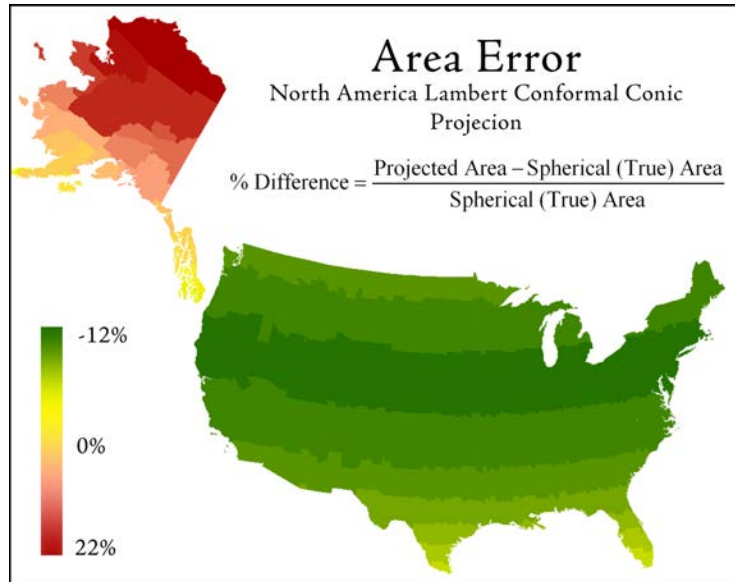 Area Error
North America Lambert Conformal Conic
Projecion
% Difference = Projected Area – Spherical (True) Area
Spherical (True) Area
-12%
0%
22%